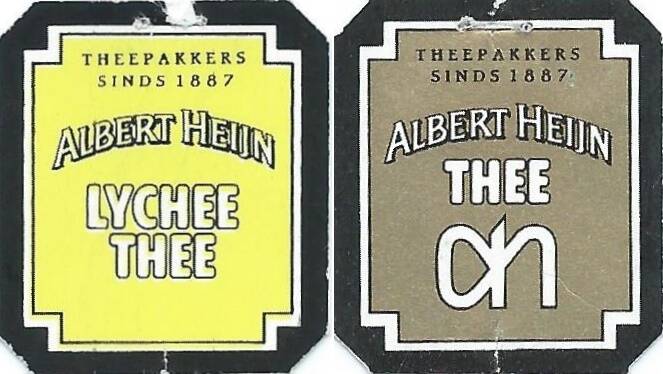 THEEPAKKERS
SINDS 1887
ALBERT HEIJN
LYCHEE
THEE
THEEPAKKERS
SINDS 1887
ALBERT HEIJN
THEE
ah